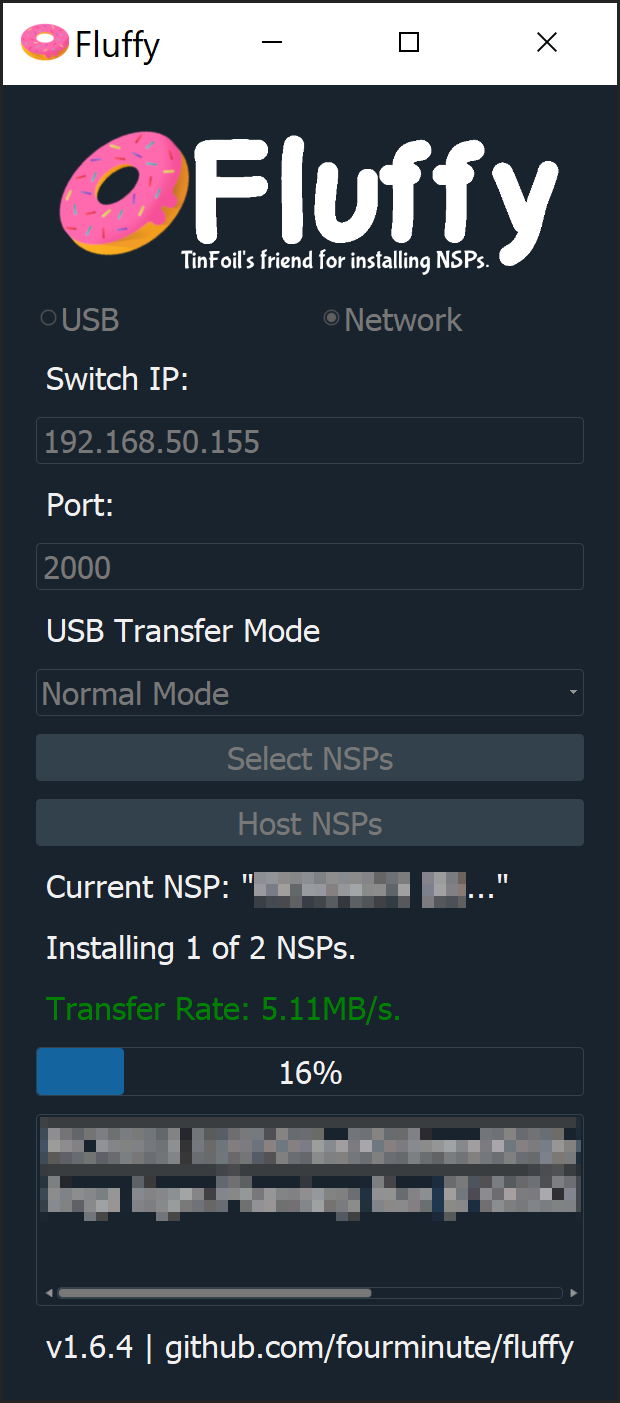 Fluffy
Fluffy
TinFoil's friend for installing NSPs.
USB Network
Switch IP:
192.168.50.155
Port:
2000
USB Transfer Mode
Normal Mode
Select NSPs
Host NSPs
Current NSP: "..."
Installing 1 of 2 NSPs.
Transfer Rate: 5.11MB/s.
16%
v1.6.4 | github.com/fourminute/fluffy